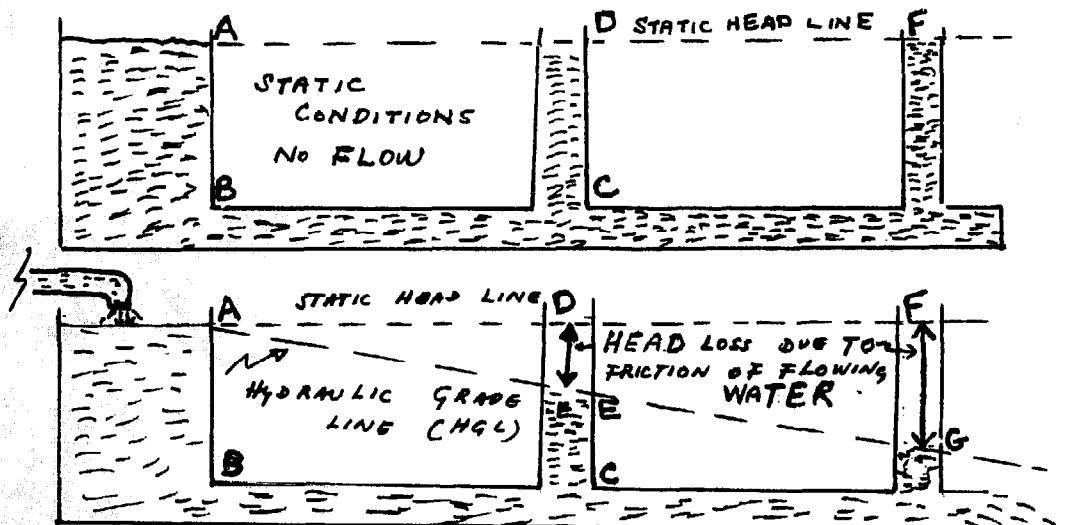 A D STATIC HEAD LINE F
STATIC
CONDITIONS
NO FLOW
B C
A STATIC HEAD LINE D F
HEAD LOSS DUE TO
FRICTION OF FLOWING
WATER
HYDRAULIC GRADE
LINE (HGL)
E E
G
B C